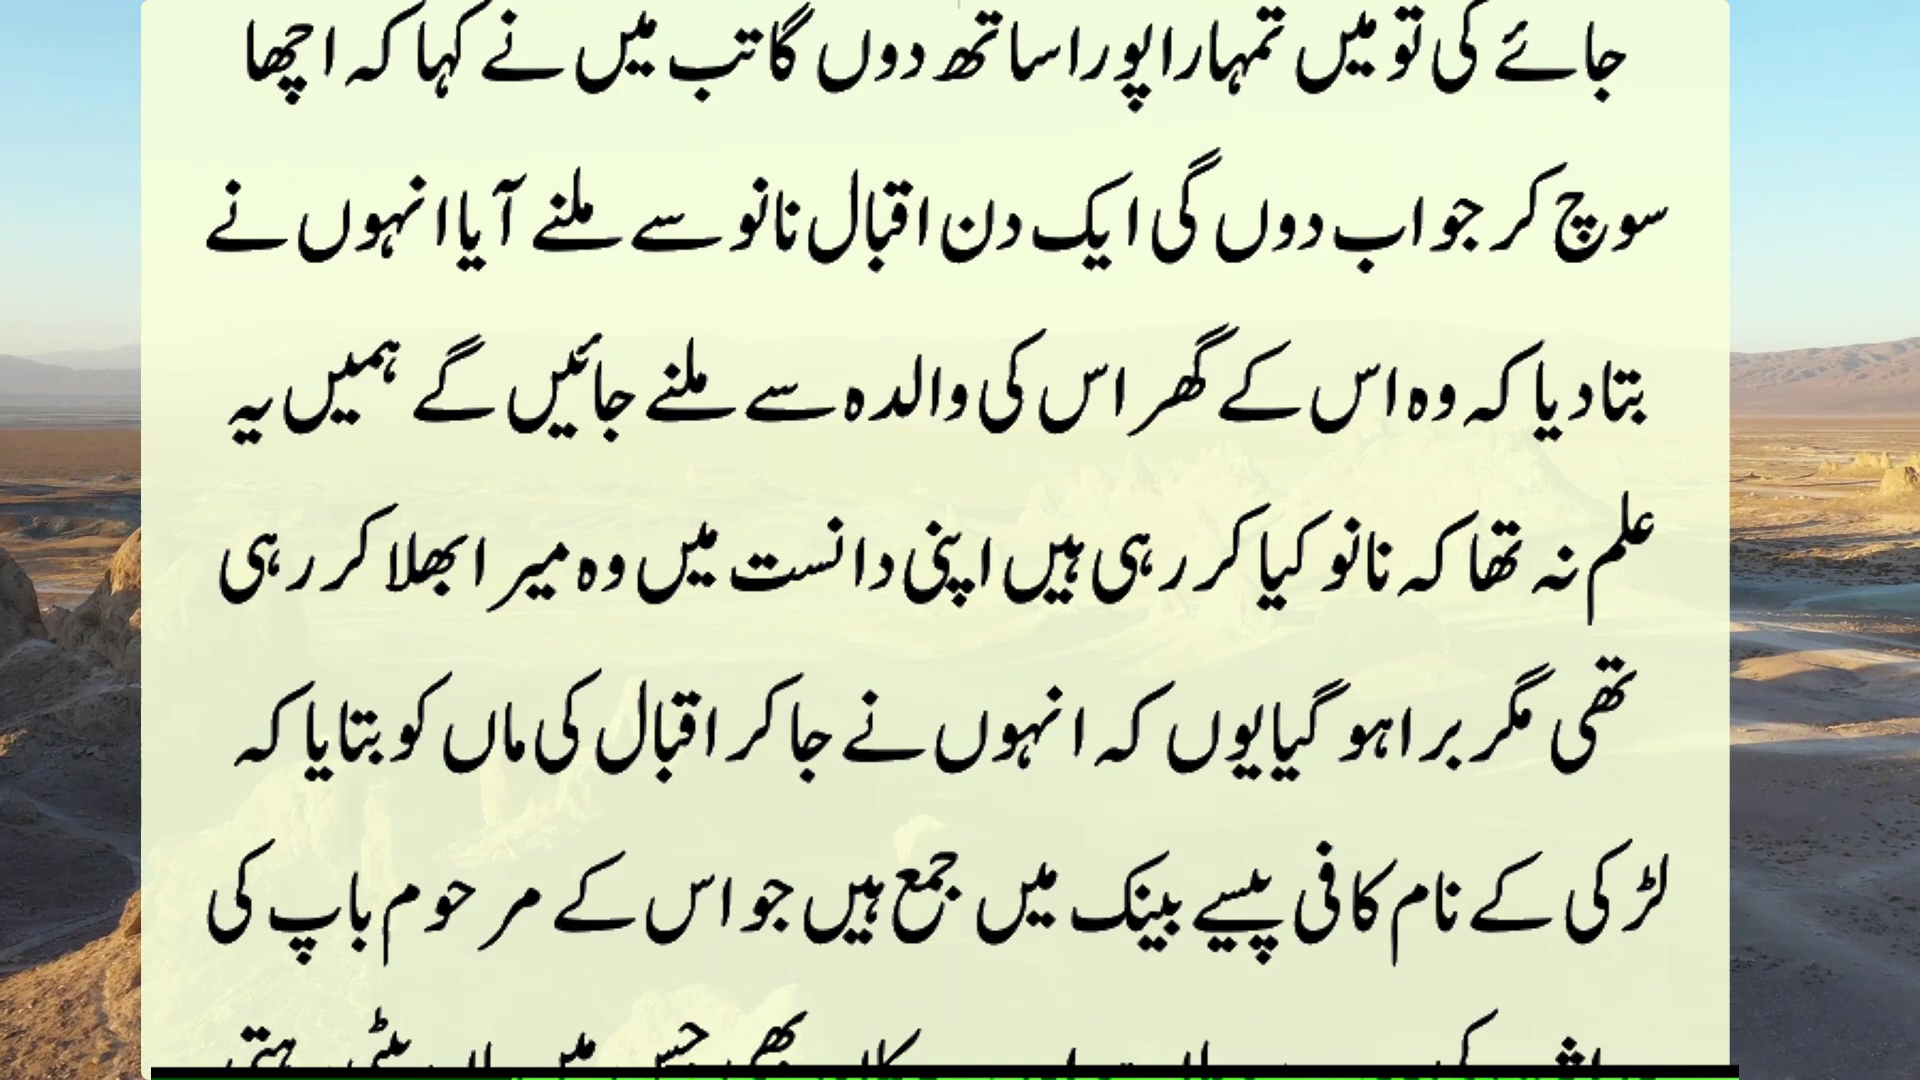 جائے کی تو میں تمہارا پورا ساتھ دوں گا تب میں نے کہا کہ اچھا
سوچ کر جواب دوں گی ایک دن اقبال نانو سے ملنے آیا انہوں نے
بتا دیا کہ وہ اس کے گھر اس کی والدہ سے ملنے جائیں گے ہمیں یہ
علم نہ تھا کہ نانو کیا کر رہی ہیں اپنی دانست میں وہ میرا بھلا کر رہی
تھی مگر برا ہو گیا یوں کہ انہوں نے جا کر اقبال کی ماں کو بتایا کہ
لڑکی کے نام کافی پیسے بینک میں جمع ہیں جو اس کے مرحوم باپ کی